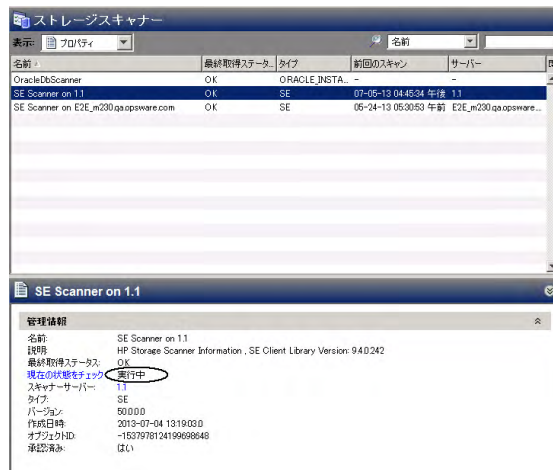 ストレージスキャナー
表示: プロパティ 名前
名前 最終取得ステータ... タイプ 前回のスキャン サーバー
OracleDbScanner OK ORACLE_INSTA... - -
SE Scanner on 1.1 OK SE 07-05-13 04:45:34 午後 1.1
SE Scanner on E2E_m230.qa.opsware.com OK SE 05-24-13 05:30:53 午前 E2E_m230.qa.opsware...
SE Scanner on 1.1
管理情報
名前: SE Scanner on 1.1
説明: HP Storage Scanner Information , SE Client Library Version: 9.4.0.242
最終取得ステータス: OK
現在の状態をチェック 実行中
スキャナーサーバー: 1.1
タイプ: SE
バージョン: 50.0.0.0
作成日時: 2013-07-04 13:19:03.0
オブジェクトID: -1537978124199698648
承認済み: はい